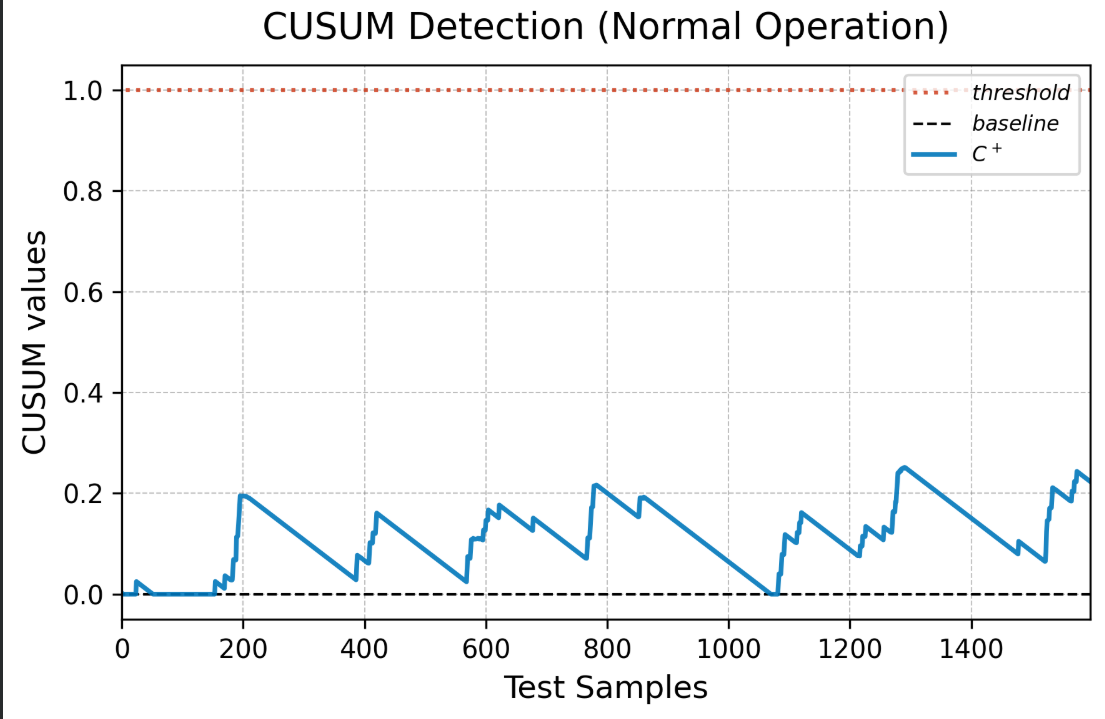 CUSUM Detection (Normal Operation)
CUSUM values
1.0
0.8
0.6
0.4
0.2
0.0
threshold
baseline
C⁺
0 200 400 600 800 1000 1200 1400
Test Samples